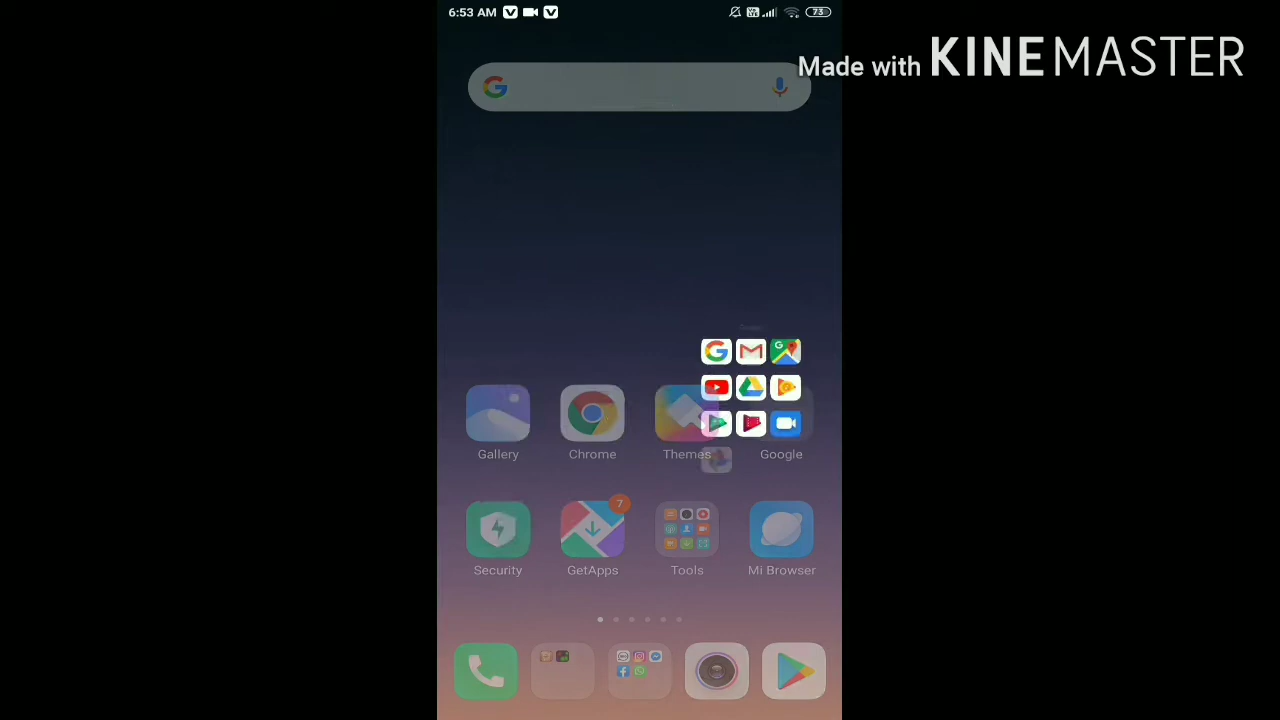 6:53 AM
73
Made with KINEMASTER
Gallery
Chrome
Themes
Google
7
Security
GetApps
Tools
Mi Browser